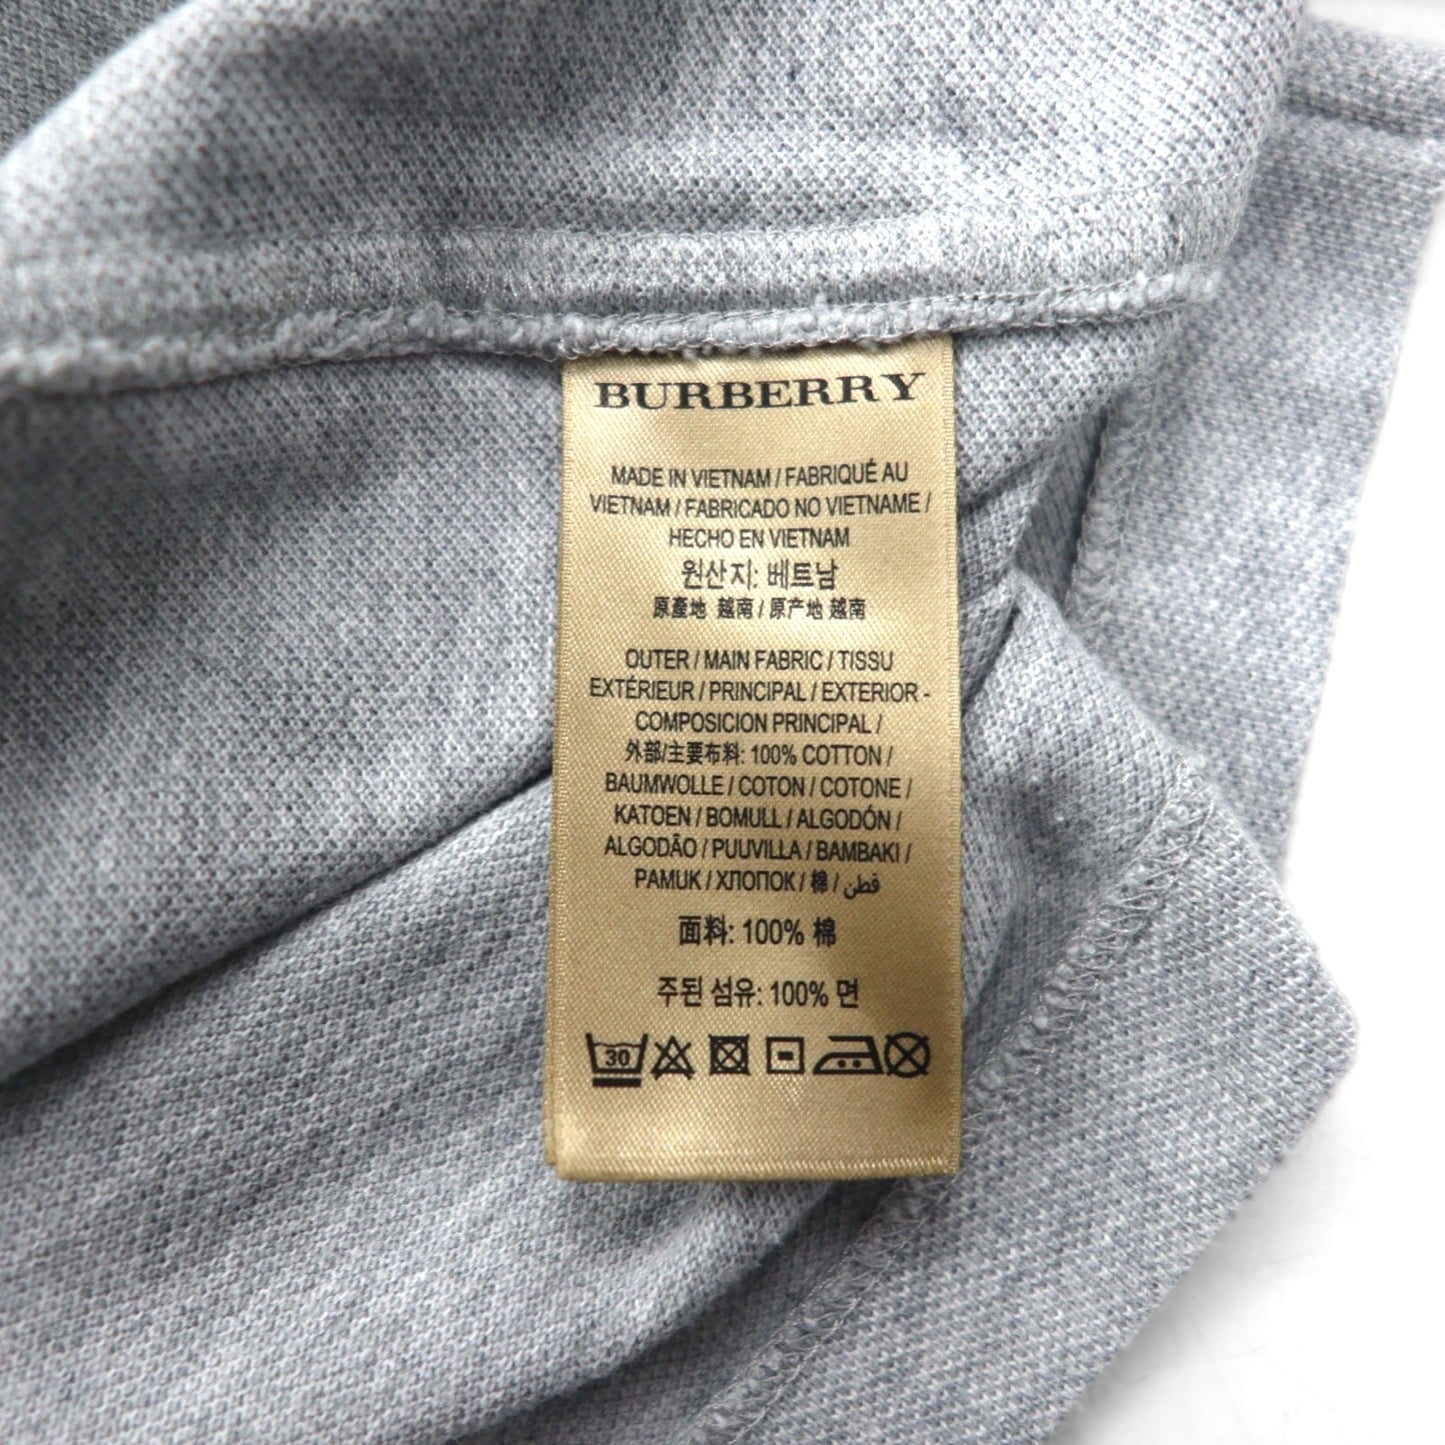 BURBERRY
MADE IN VIETNAM / FABRIQUÉ AU
VIETNAM / FABRICADO NO VIETNAME /
HECHO EN VIETNAM
원산지: 베트남
原產地 越南 / 原产地 越南
OUTER / MAIN FABRIC / TISSU
EXTÉRIEUR / PRINCIPAL / EXTERIOR -
COMPOSICION PRINCIPAL /
外部/主要布料: 100% COTTON /
BAUMWOLLE / COTON / COTONE /
KATOEN / BOMULL / ALGODÓN /
ALGODÃO / PUUVILLA / BAMBAKI /
PAMUK / ХЛОПОК / 棉 / قطن
面料: 100% 棉
주된 섬유: 100% 면
30